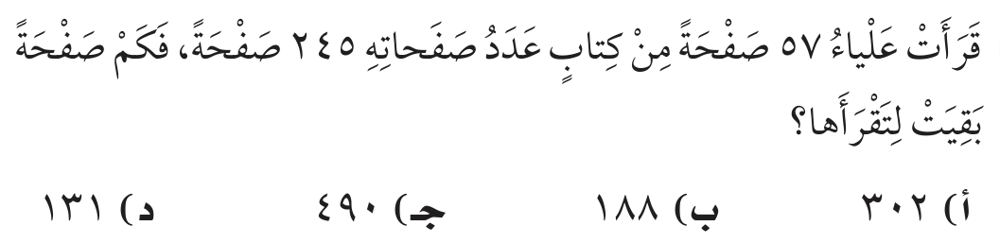 قَرَأَتْ عَلْياءُ ٥٧ صَفْحَةً مِنْ كِتابٍ عَدَدُ صَفَحاتِهِ ٢٤٥ صَفْحَةً، فَكَمْ صَفْحَةً
بَقِيَتْ لِتَقْرَأَها؟
أ) ٣٠٢ ب) ١٨٨ جـ) ٤٩٠ د) ١٣١